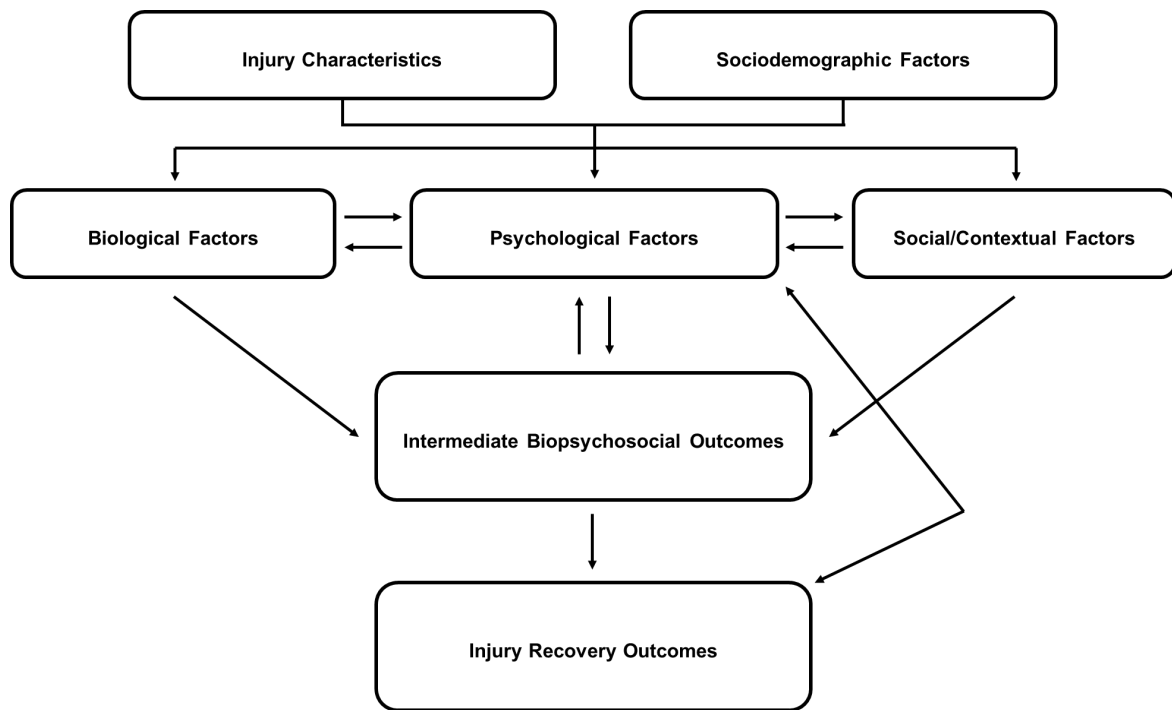 Injury Characteristics
Sociodemographic Factors
Biological Factors
Psychological Factors
Social/Contextual Factors
Intermediate Biopsychosocial Outcomes
Injury Recovery Outcomes